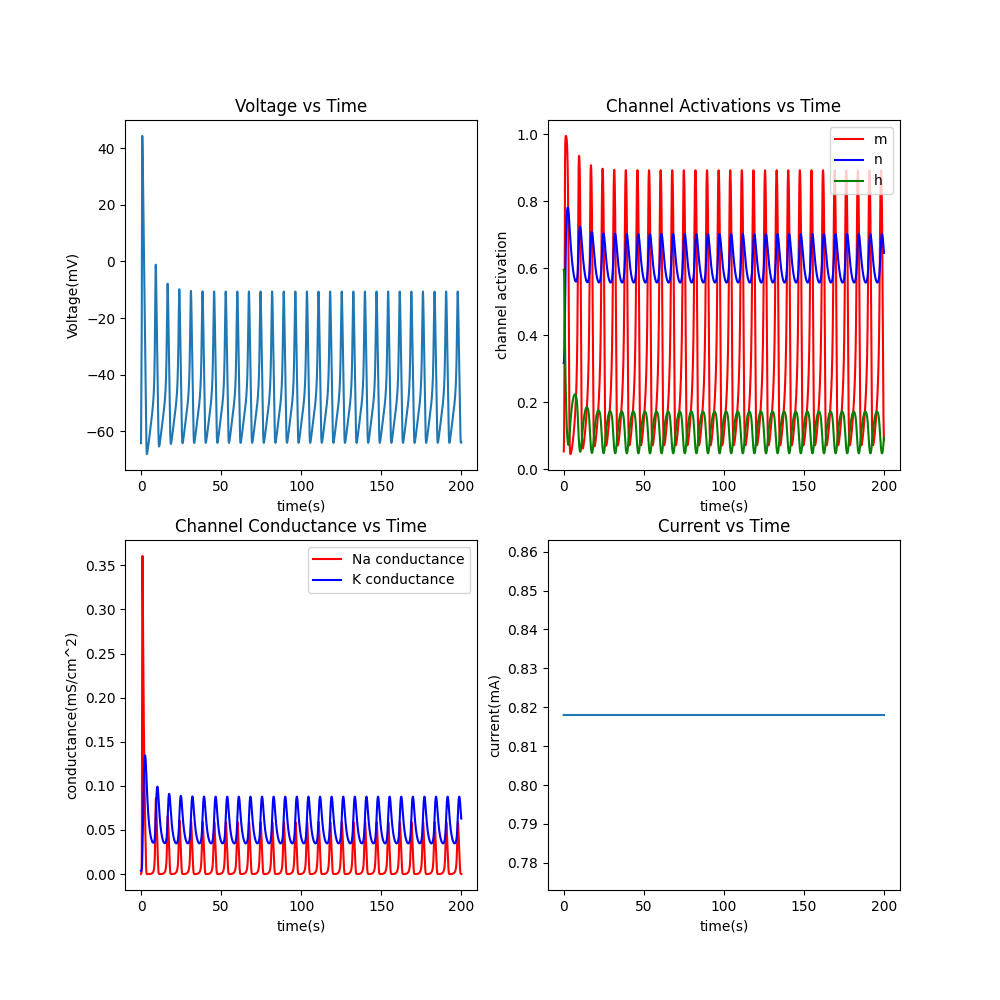 Voltage vs Time
Voltage(mV)
40
20
0
−20
−40
−60
0 50 100 150 200
time(s)
Channel Activations vs Time
channel activation
1.0
0.8
0.6
0.4
0.2
0.0
m
n
h
0 50 100 150 200
time(s)
Channel Conductance vs Time
conductance(mS/cm^2)
0.35
0.30
0.25
0.20
0.15
0.10
0.05
0.00
Na conductance
K conductance
0 50 100 150 200
time(s)
Current vs Time
current(mA)
0.86
0.85
0.84
0.83
0.82
0.81
0.80
0.79
0.78
0 50 100 150 200
time(s)